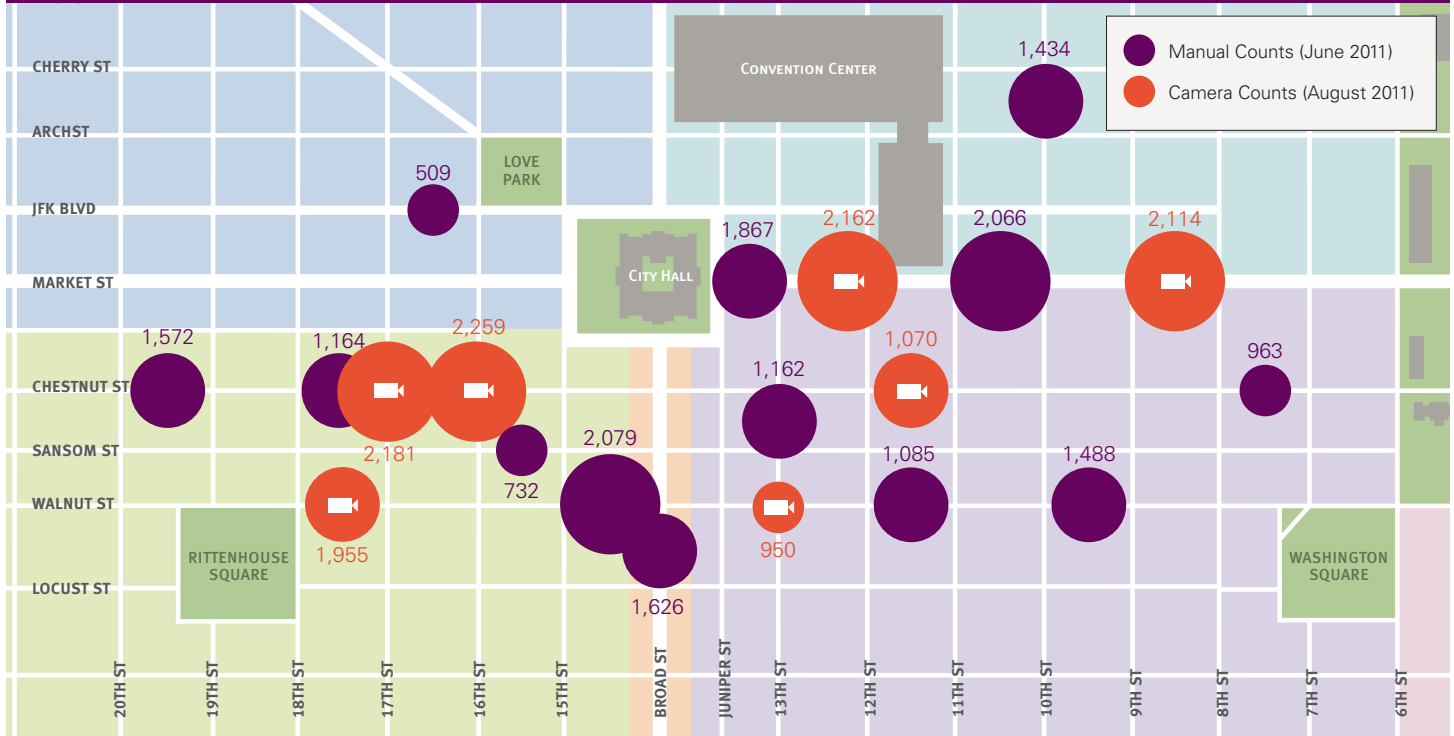 CHERRY ST
ARCHST
JFK BLVD
MARKET ST
CHESTNUT ST
SANSOM ST
WALNUT ST
LOCUST ST
CONVENTION CENTER
1,434
Manual Counts (June 2011)
Camera Counts (August 2011)
LOVE
PARK
509
CITY HALL
1,867
2,162
2,066
2,114
1,572
1,164
2,259
2,181
1,162
1,070
963
732
2,079
1,085
1,488
1,955
950
1,626
RITTENHOUSE
SQUARE
WASHINGTON
SQUARE
20TH ST
19TH ST
18TH ST
17TH ST
16TH ST
15TH ST
BROAD ST
JUNIPER ST
13TH ST
12TH ST
11TH ST
10TH ST
9TH ST
8TH ST
7TH ST
6TH ST